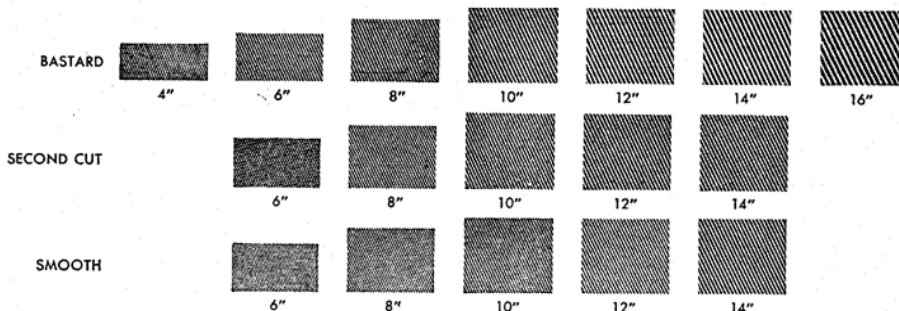 BASTARD
4" 6" 8" 10" 12" 14" 16"
SECOND CUT
6" 8" 10" 12" 14"
SMOOTH
6" 8" 10" 12" 14"